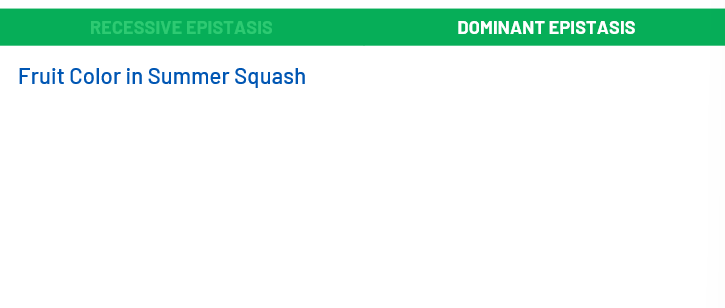 RECESSIVE EPISTASIS
DOMINANT EPISTASIS
Fruit Color in Summer Squash